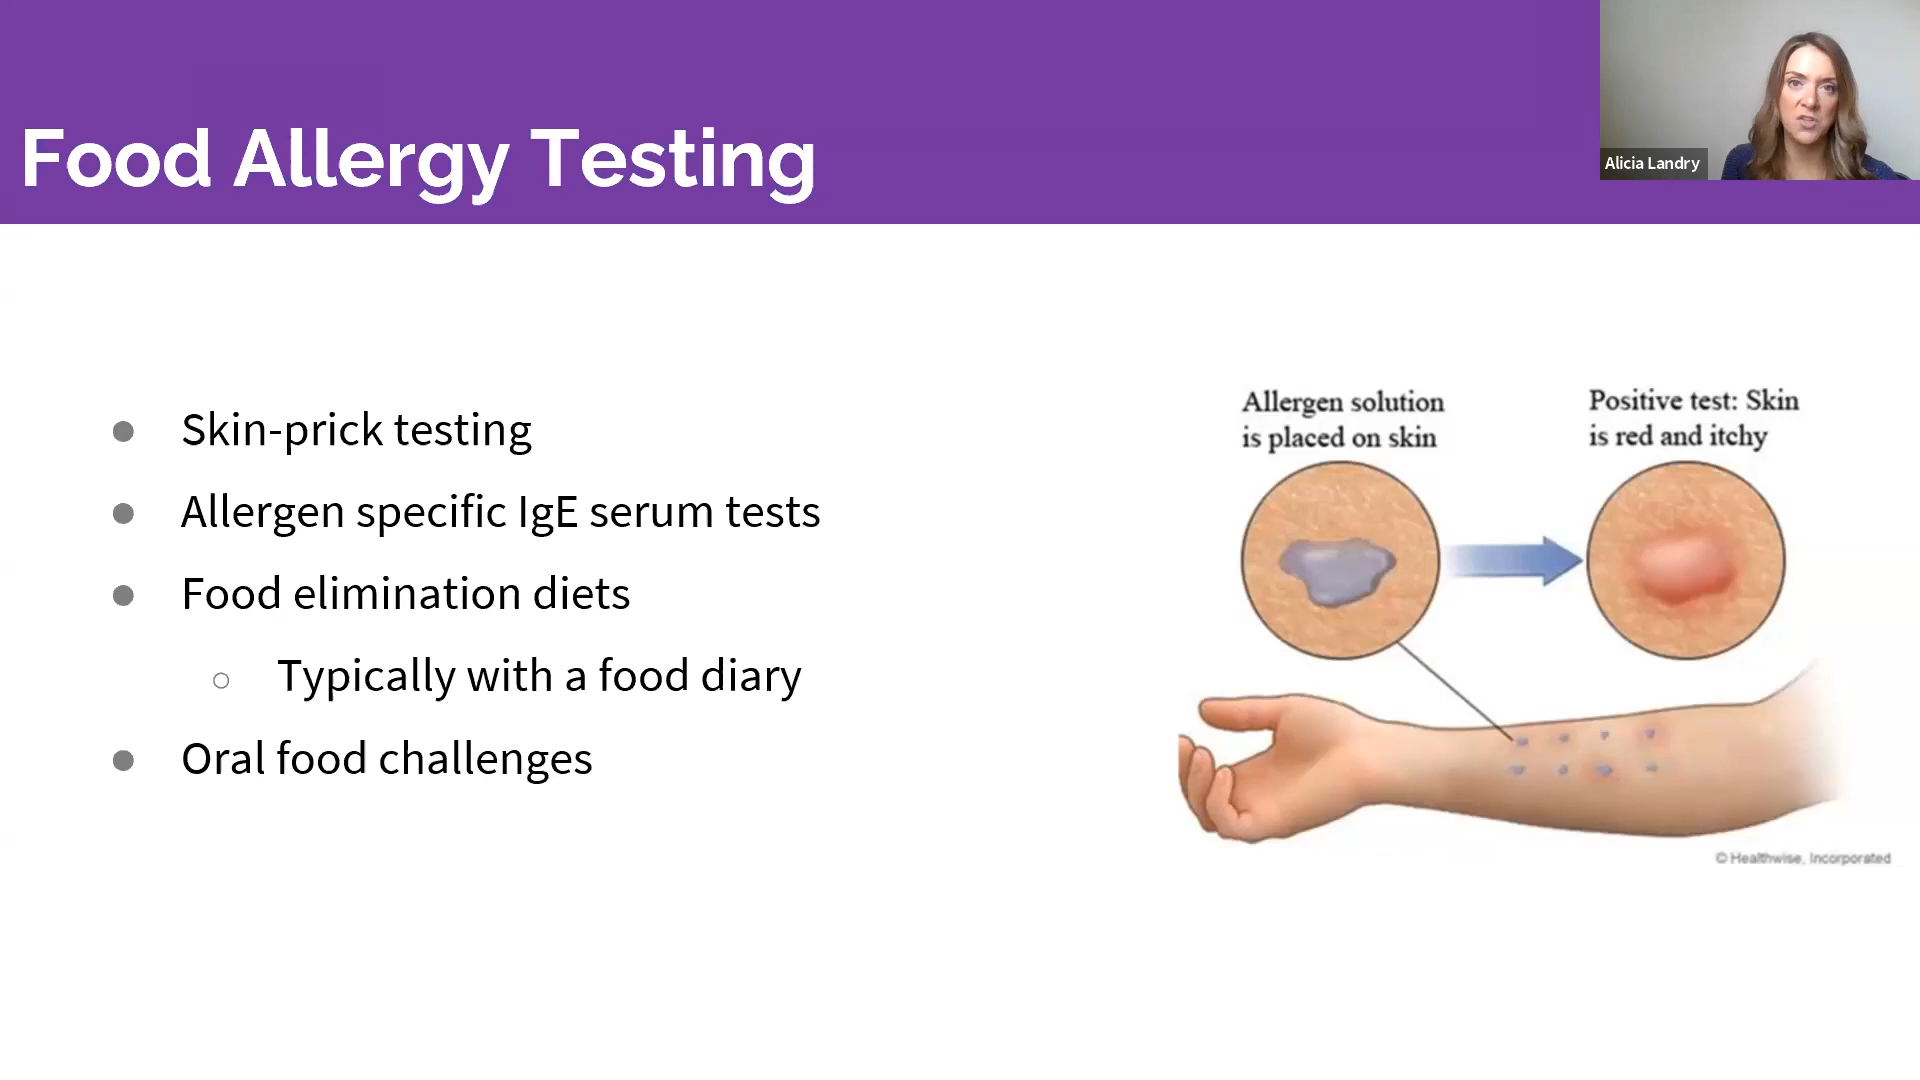 Food Allergy Testing
Alicia Landry
Skin-prick testing
Allergen specific IgE serum tests
Food elimination diets
Typically with a food diary
Oral food challenges
Allergen solution
is placed on skin
Positive test: Skin
is red and itchy
© Healthwise, Incorporated